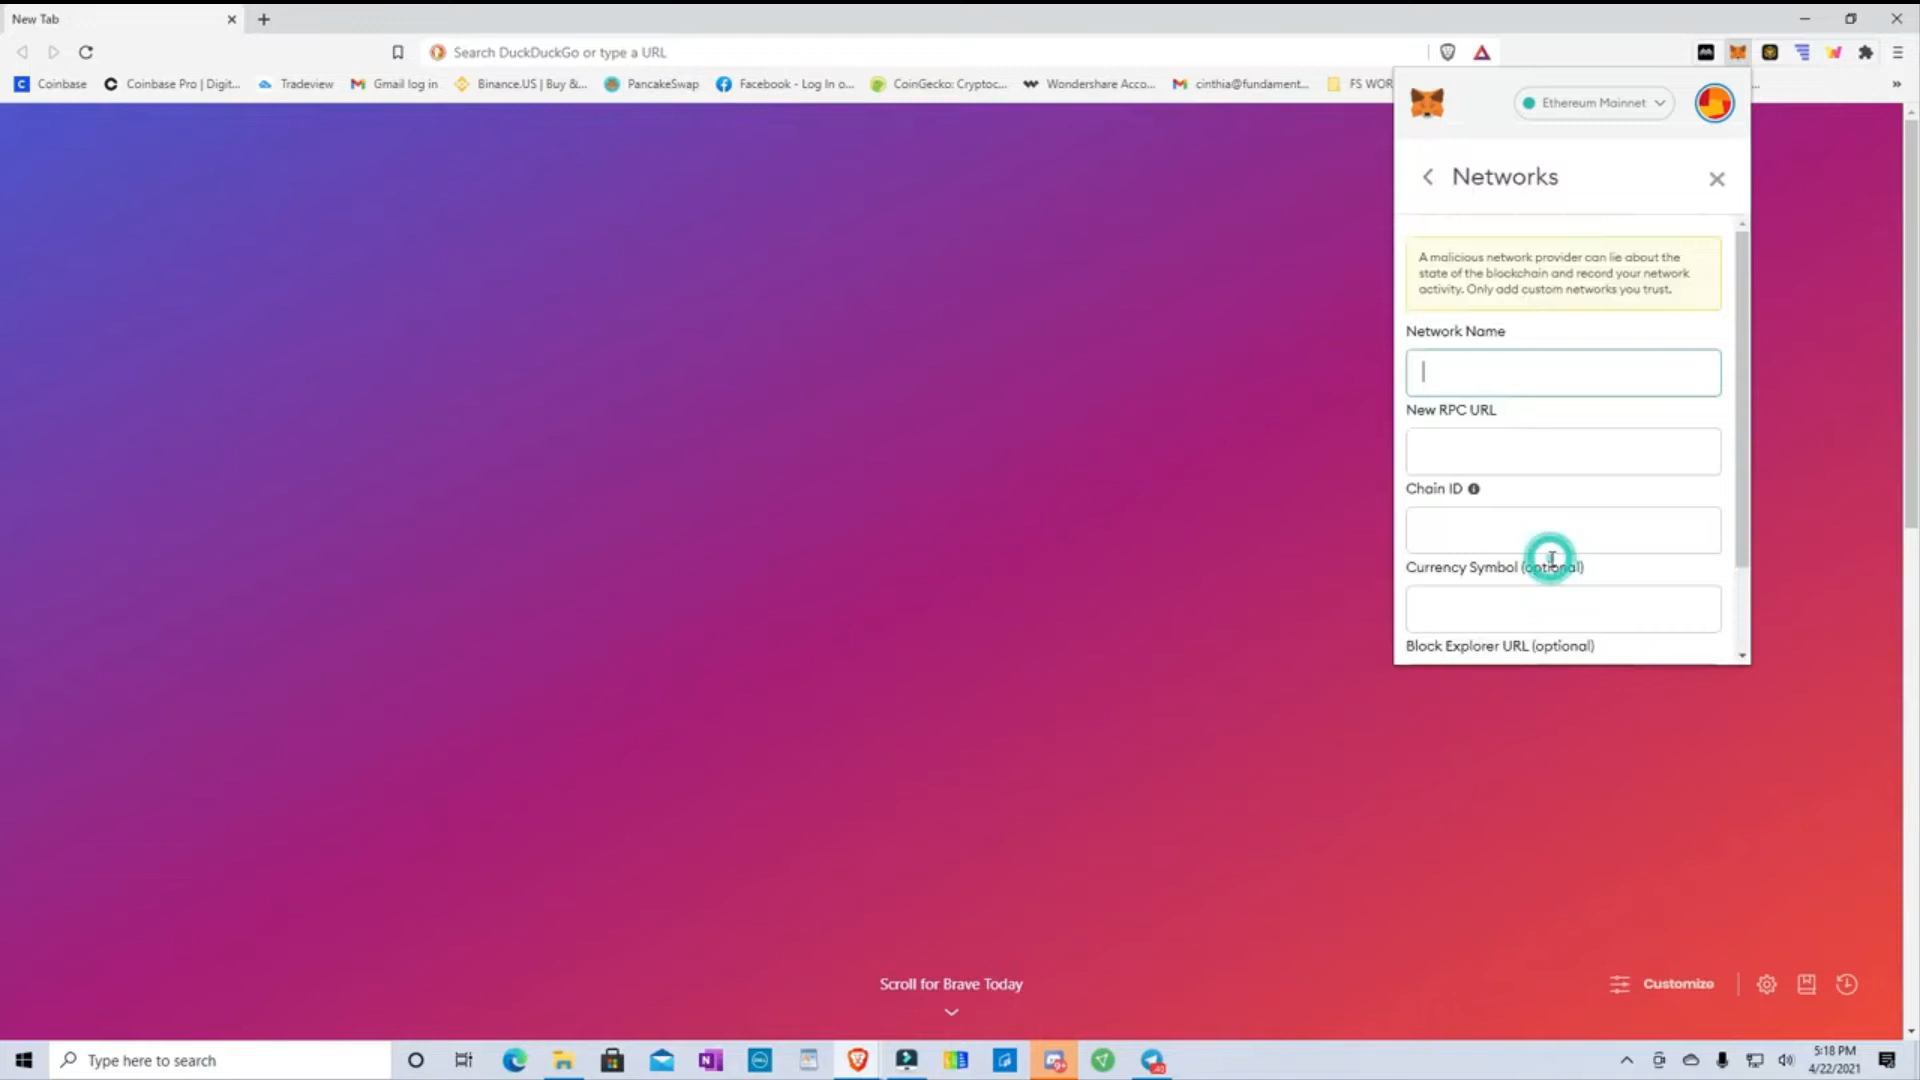 New Tab
Search DuckDuckGo or type a URL
Coinbase
Coinbase Pro | Digit...
Tradeview
Gmail log in
Binance.US | Buy &...
PancakeSwap
Facebook - Log In o...
CoinGecko: Cryptoc...
Wondershare Acco...
cinthia@fundament...
FS WOR
Ethereum Mainnet
Networks
A malicious network provider can lie about the
state of the blockchain and record your network
activity. Only add custom networks you trust.
Network Name
New RPC URL
Chain ID
Currency Symbol (optional)
Block Explorer URL (optional)
Scroll for Brave Today
Customize
Type here to search
5:18 PM
4/22/2021